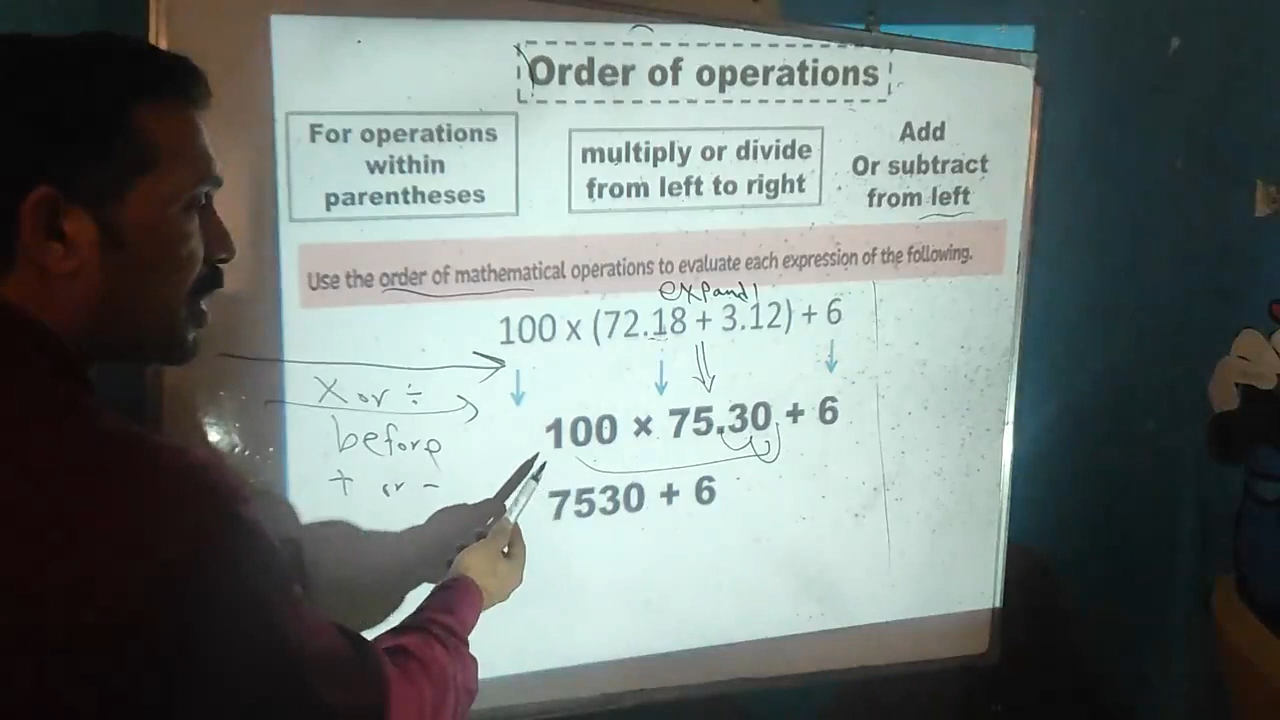 Order of operations
For operations
within
parentheses
multiply or divide
from left to right
Add
Or subtract
from left
Use the order of mathematical operations to evaluate each expression of the following.
expand
100 x (72.18 + 3.12) + 6
X or ÷
before
+ or -
100 × 75.30 + 6
7530 + 6